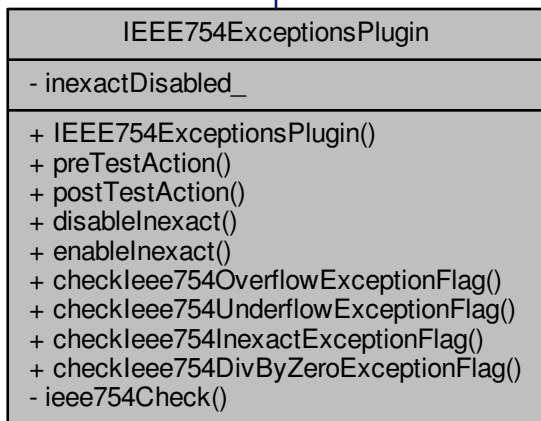 IEEE754ExceptionsPlugin
- inexactDisabled_
+ IEEE754ExceptionsPlugin()
+ preTestAction()
+ postTestAction()
+ disableInexact()
+ enableInexact()
+ checkIeee754OverflowExceptionFlag()
+ checkIeee754UnderflowExceptionFlag()
+ checkIeee754InexactExceptionFlag()
+ checkIeee754DivByZeroExceptionFlag()
- ieee754Check()